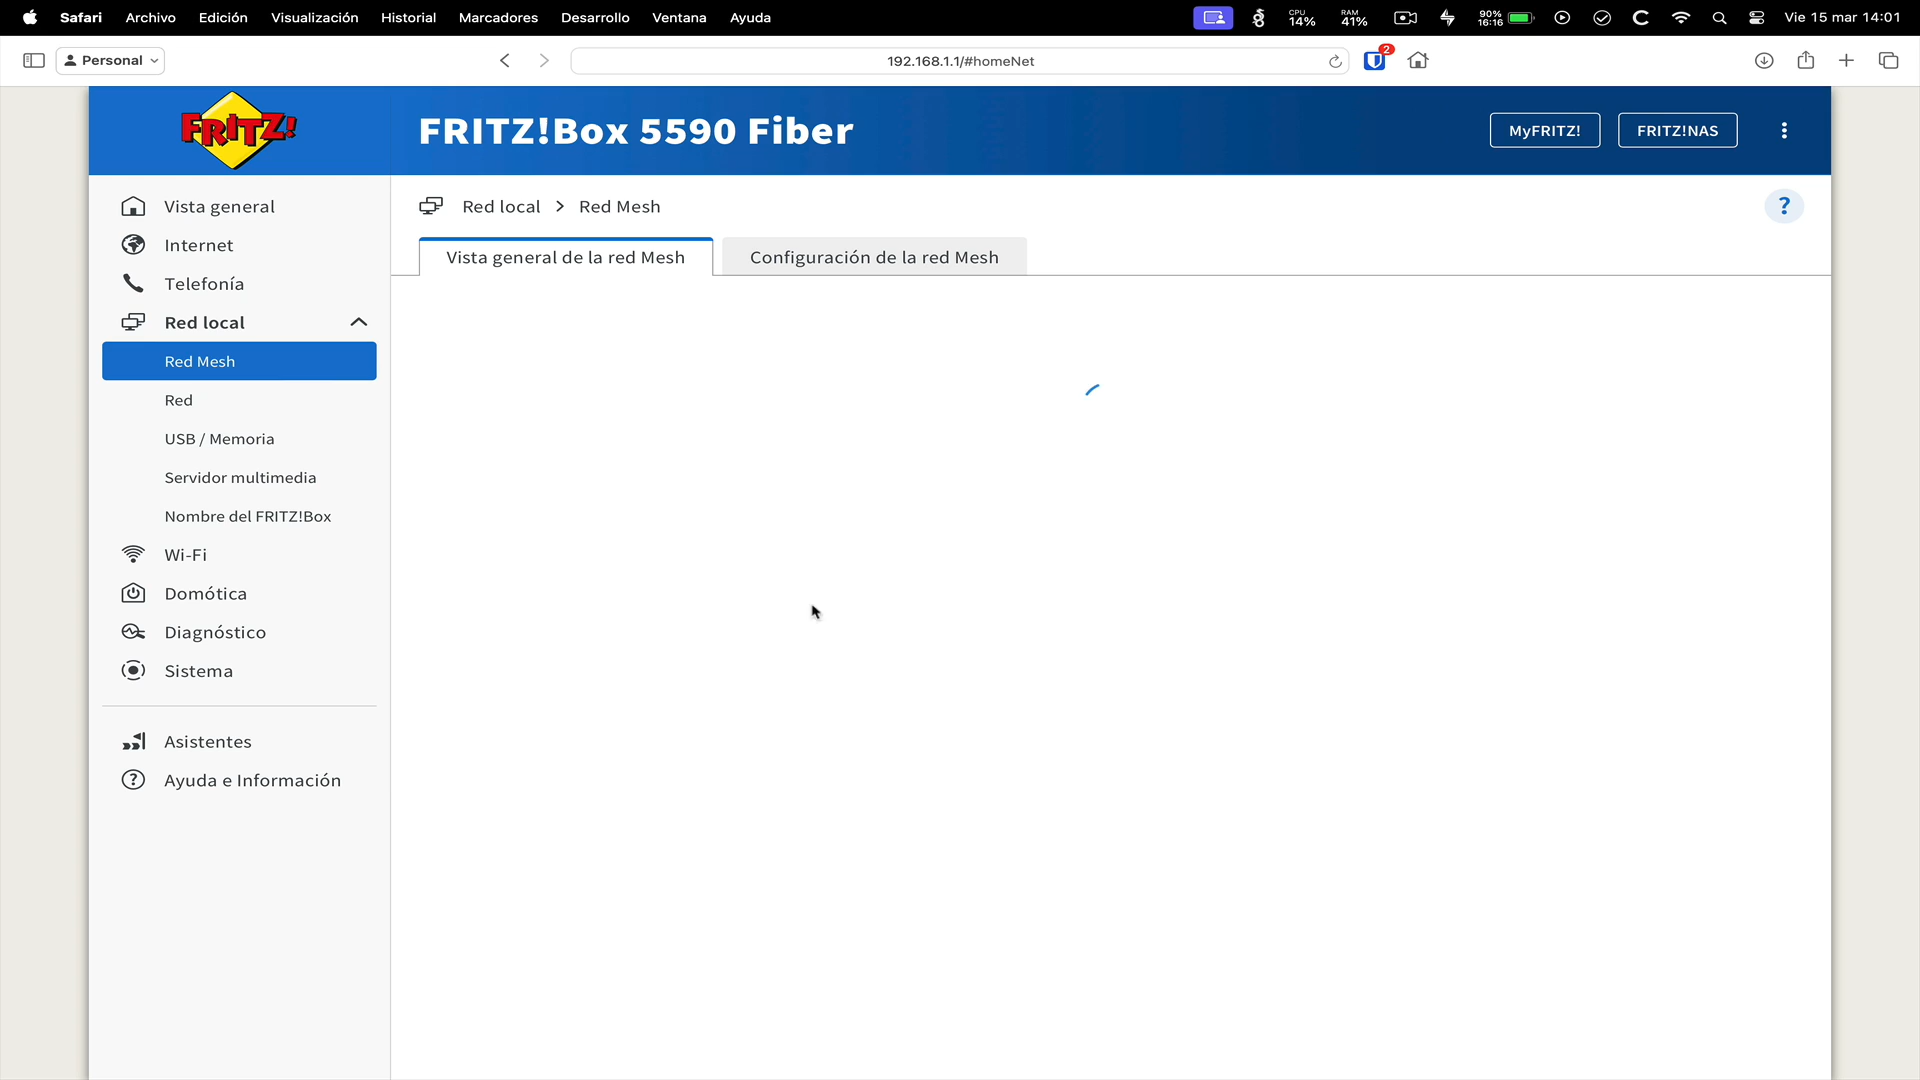 Safari Archivo Edición Visualización Historial Marcadores Desarrollo Ventana Ayuda
CPU 14% RAM 41% 90% 16:16 Vie 15 mar 14:01
Personal 192.168.1.1/#homeNet 2
FRITZ! FRITZ!Box 5590 Fiber MyFRITZ! FRITZ!NAS
Vista general
Internet
Telefonía
Red local
Red Mesh
Red
USB / Memoria
Servidor multimedia
Nombre del FRITZ!Box
Wi-Fi
Domótica
Diagnóstico
Sistema
Asistentes
Ayuda e Información
Red local > Red Mesh ?
Vista general de la red Mesh Configuración de la red Mesh